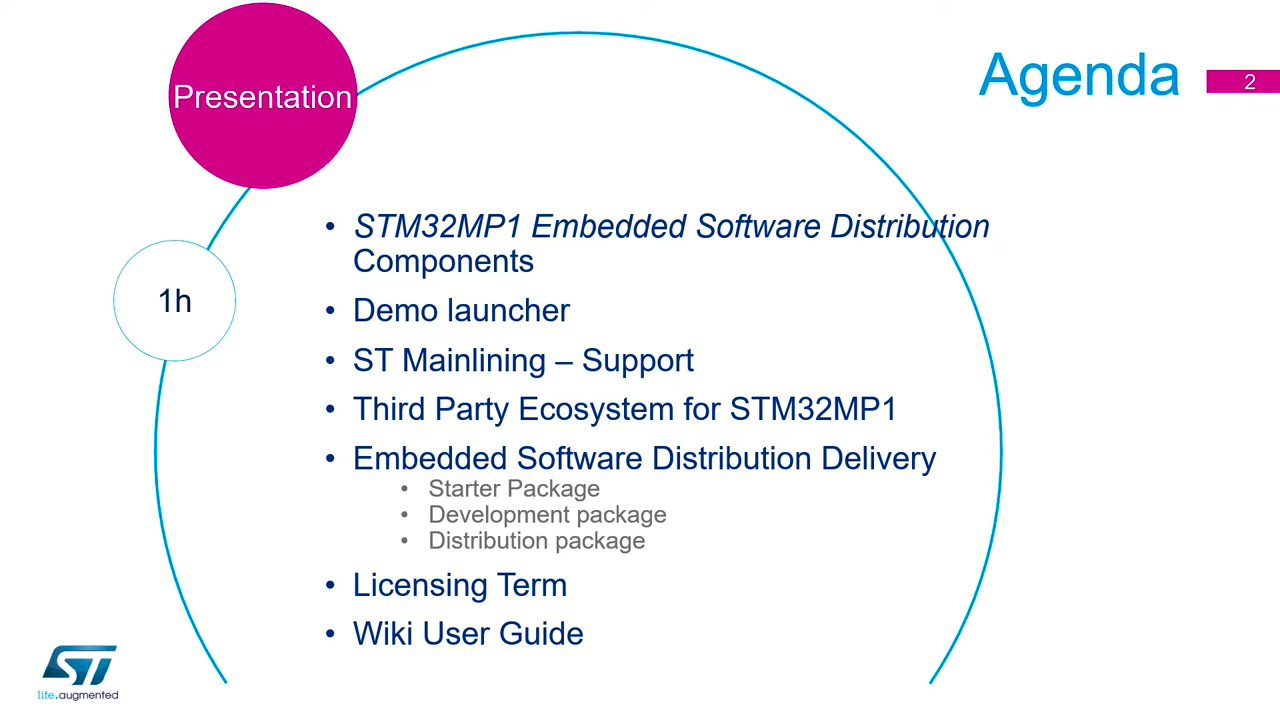 Presentation
Agenda
2
1h
• STM32MP1 Embedded Software Distribution
Components
• Demo launcher
• ST Mainlining – Support
• Third Party Ecosystem for STM32MP1
• Embedded Software Distribution Delivery
• Starter Package
• Development package
• Distribution package
• Licensing Term
• Wiki User Guide
ST
life.augmented